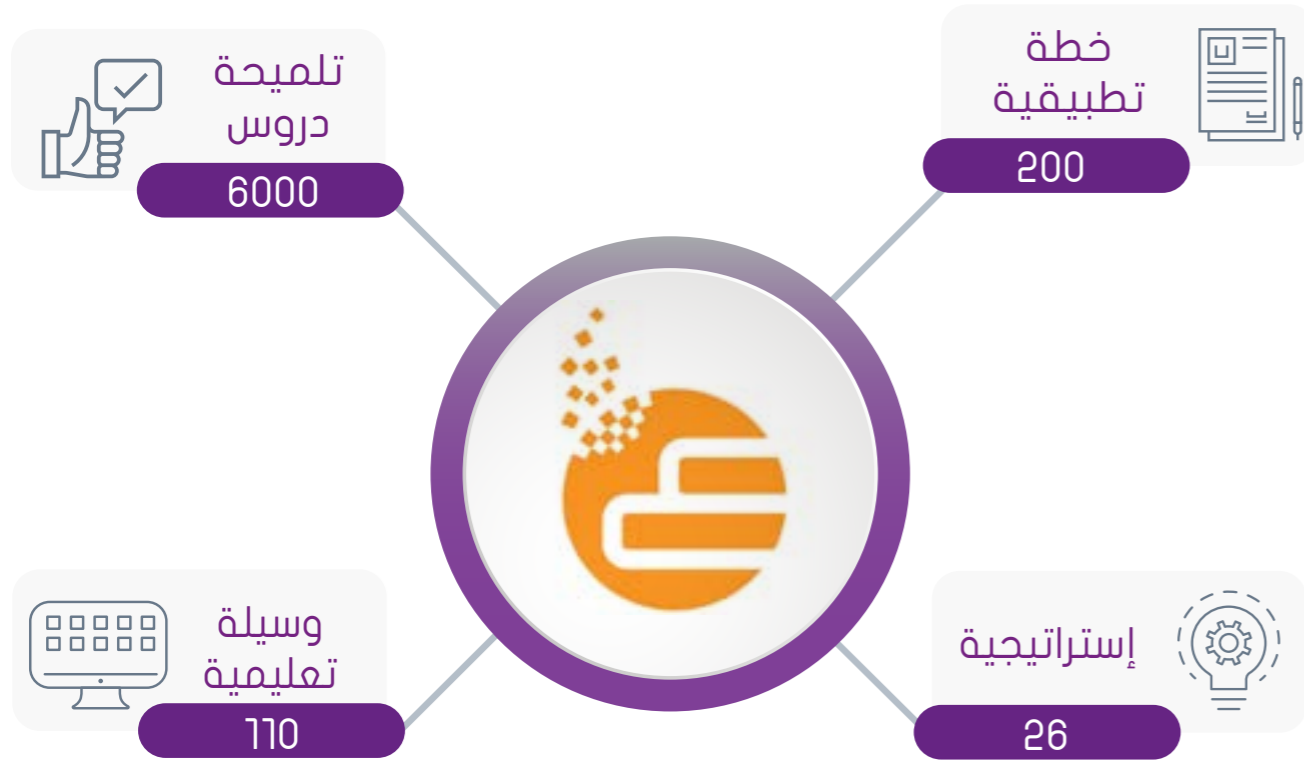 خطة
تطبيقية
200
تلميحة
دروس
6000
إستراتيجية
26
وسيلة
تعليمية
110